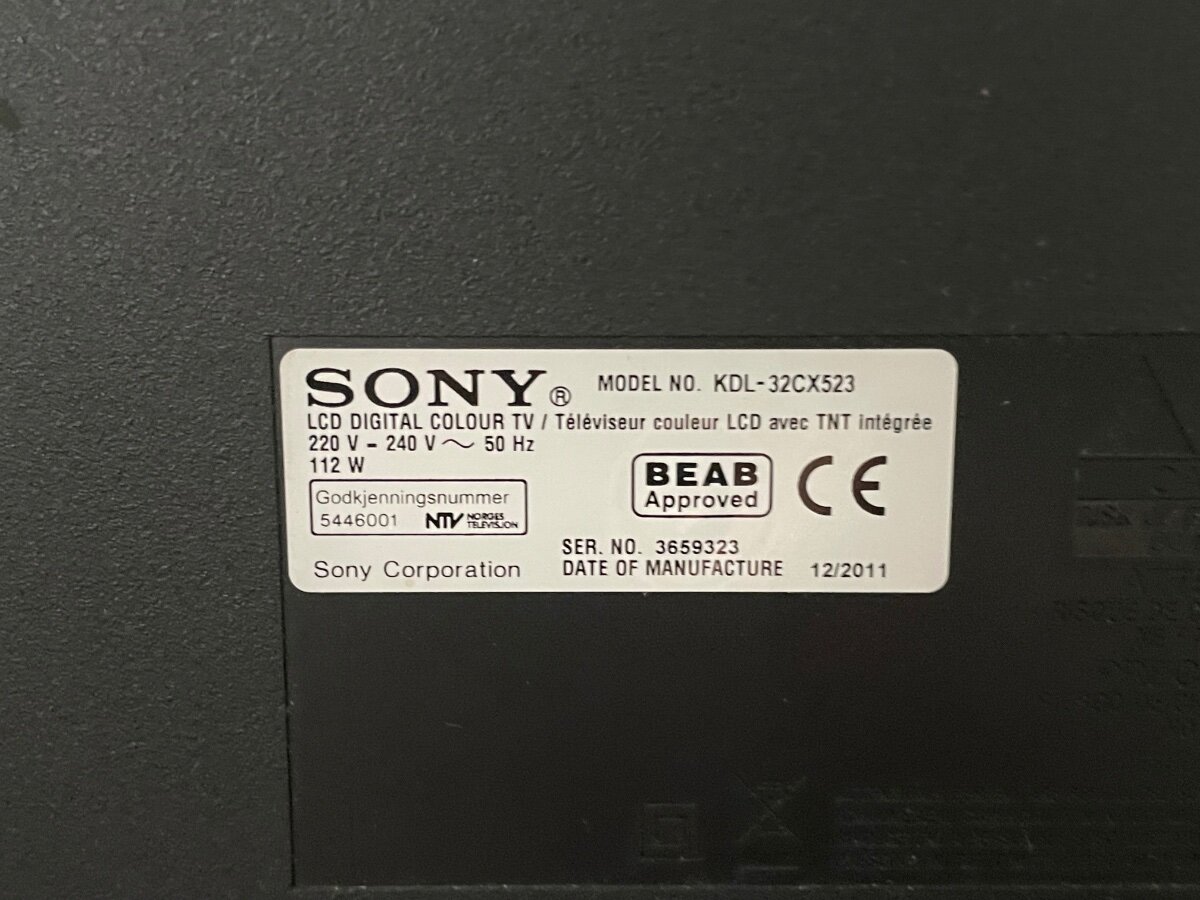 SONY® MODEL NO. KDL-32CX523
LCD DIGITAL COLOUR TV / Téléviseur couleur LCD avec TNT intégrée
220 V - 240 V ~ 50 Hz
112 W
BEAB
Approved
CE
Godkjenningsnummer
5446001 NTV NORGES
TELEVISJON
SER. NO. 3659323
Sony Corporation DATE OF MANUFACTURE 12/2011
RISQUE DE